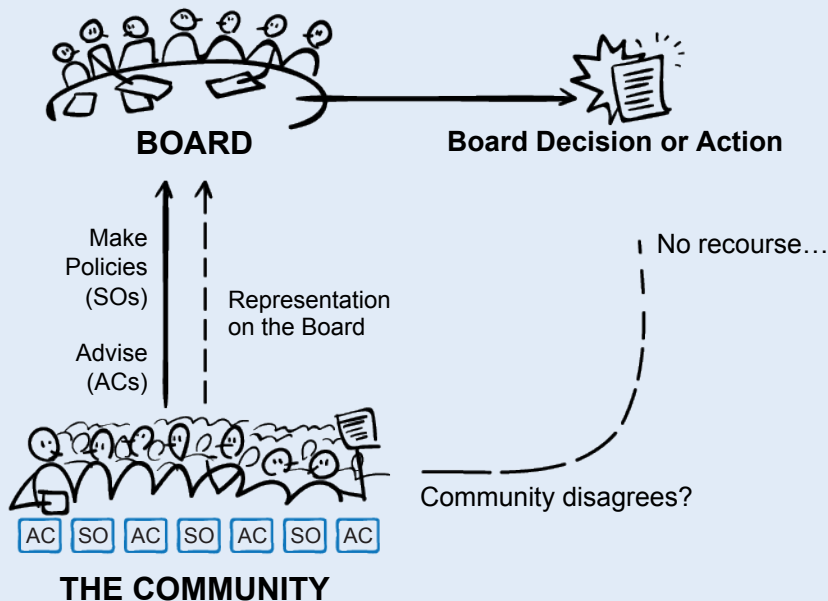 BOARD
Board Decision or Action
Make
Policies
(SOs)
Advise
(ACs)
Representation
on the Board
No recourse…
Community disagrees?
AC SO AC SO AC SO AC
THE COMMUNITY